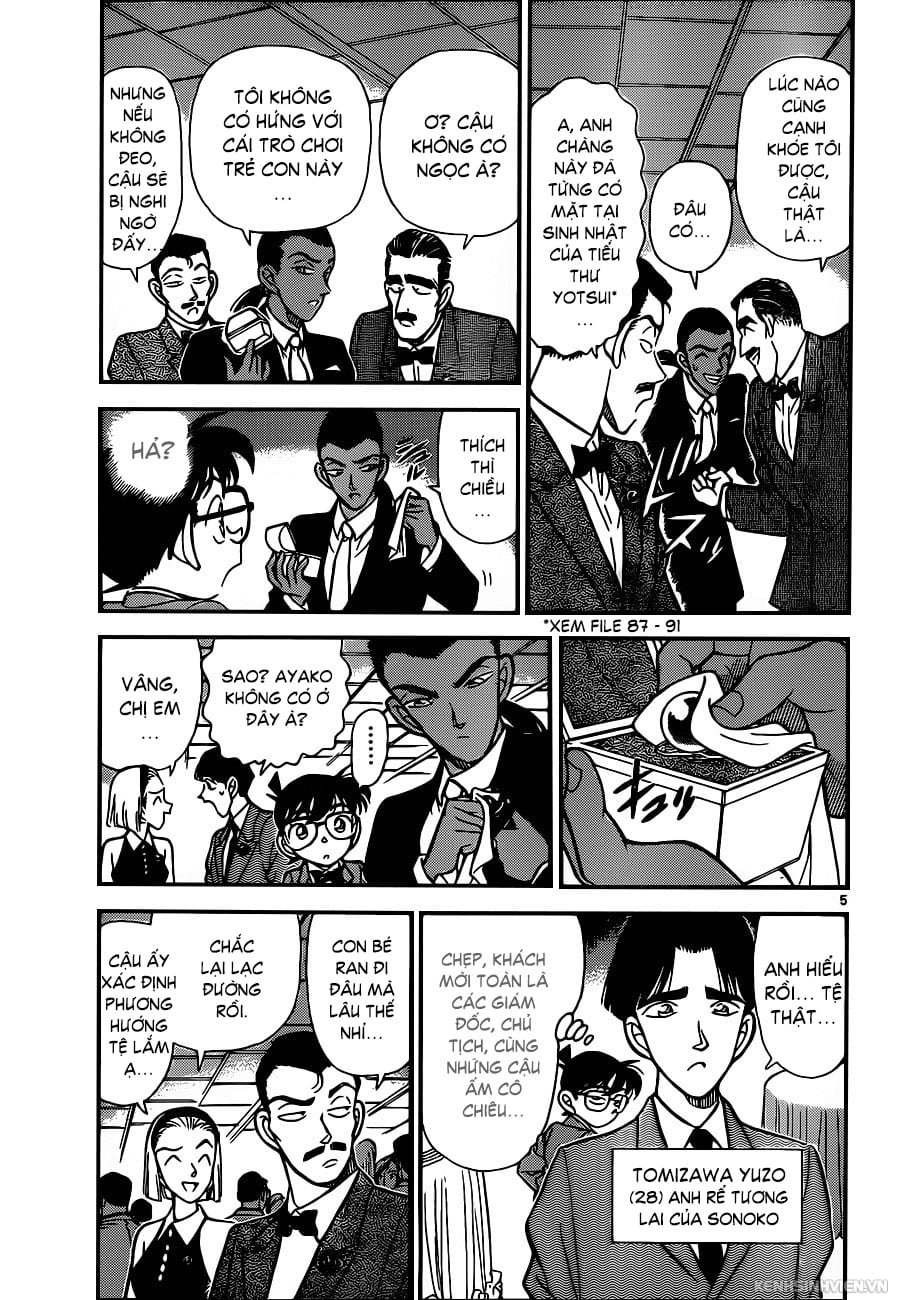 LÚC NÀO
CŨNG
CẠNH
KHÓE TÔI
ĐƯỢC,
CẬU
THẬT
LÀ...
ĐÂU
CÓ...
A, ANH
CHÀNG
NÀY ĐÃ
TỪNG CÓ
MẶT TẠI
SINH NHẬT
CỦA TIỂU
THƯ
YOTSUI*
...
Ơ? CẬU
KHÔNG CÓ
NGỌC À?
TÔI KHÔNG
CÓ HỨNG VỚI
CÁI TRÒ CHƠI
TRẺ CON NÀY
...
NHƯNG
NẾU
KHÔNG
ĐEO,
CẬU SẼ
BỊ NGHI
NGỜ
ĐẤY...
THÍCH
THÌ
CHIỀU
...
HẢ?
*XEM FILE 87 - 91
SAO? AYAKO
KHÔNG CÓ Ở
ĐÂY À?
VÂNG,
CHỊ EM
...
5
ANH HIỂU
RỒI... TỆ
THẬT...
CHẸP, KHÁCH
MỜI TOÀN LÀ
CÁC GIÁM
ĐỐC, CHỦ
TỊCH, CÙNG
NHỮNG CẬU
ẤM CÔ
CHIÊU...
TOMIZAWA YUZO
(28) ANH RỂ TƯƠNG
LAI CỦA SONOKO
CON BÉ
RAN ĐI
ĐÂU MÀ
LÂU THẾ
NHỈ...
CHẮC
LẠI LẠC
ĐƯỜNG
RỒI.
CẬU ẤY
XÁC ĐỊNH
PHƯƠNG
HƯỚNG
TỆ LẮM
Ạ...
KENHSINHVIEN.VN